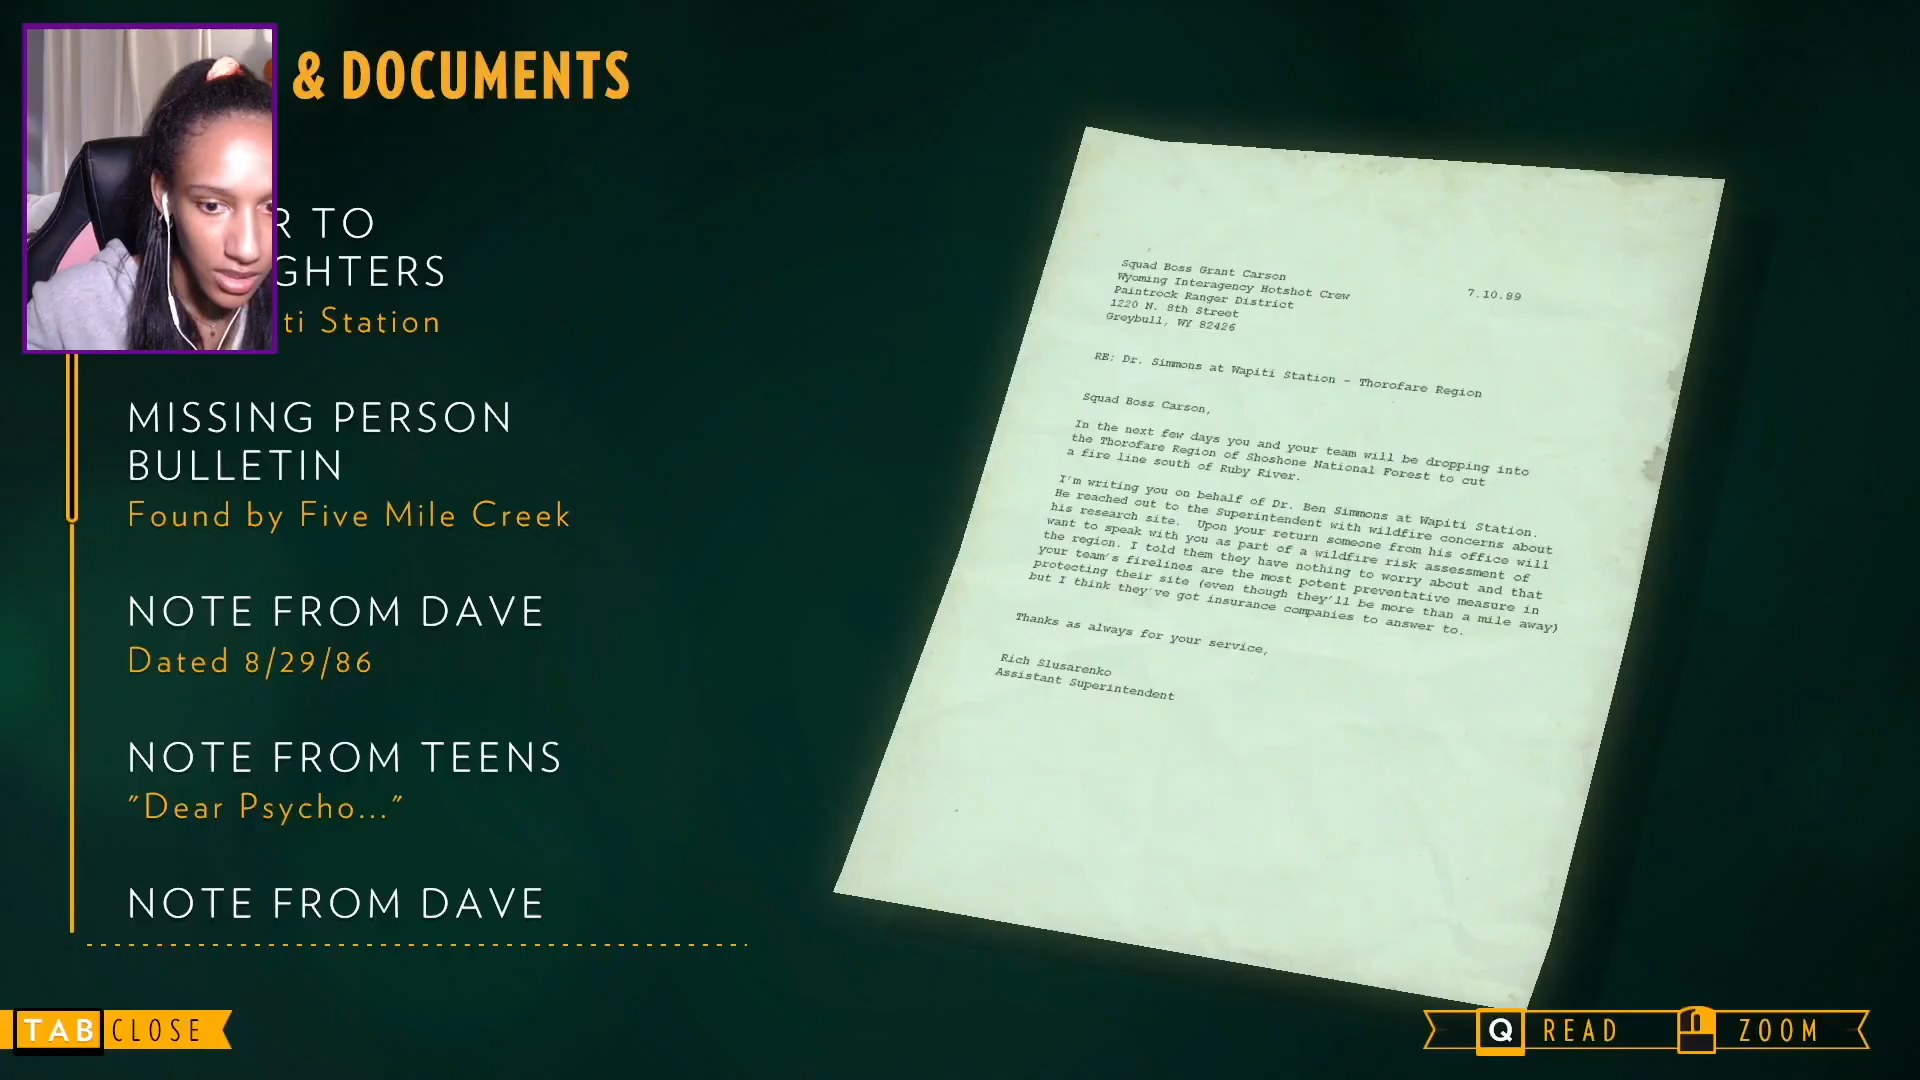 & DOCUMENTS
R TO
GHTERS
ti Station
MISSING PERSON
BULLETIN
Found by Five Mile Creek
NOTE FROM DAVE
Dated 8/29/86
NOTE FROM TEENS
"Dear Psycho..."
NOTE FROM DAVE
TAB CLOSE
Squad Boss Grant Carson
Wyoming Interagency Hotshot Crew
Paintrock Ranger District
1220 N. 8th Street
Greybull, WY 82426
7.10.89
RE: Dr. Simmons at Wapiti Station - Thorofare Region
Squad Boss Carson,
In the next few days you and your team will be dropping into
the Thorofare Region of Shoshone National Forest to cut
a fire line south of Ruby River.
I'm writing you on behalf of Dr. Ben Simmons at Wapiti Station.
He reached out to the Superintendent with wildfire concerns about
his research site. Upon your return someone from his office will
want to speak with you as part of a wildfire risk assessment of
the region. I told them they have nothing to worry about and that
your team's firelines are the most potent preventative measure in
protecting their site (even though they'll be more than a mile away)
but I think they've got insurance companies to answer to.
Thanks as always for your service,
Rich Slusarenko
Assistant Superintendent
Q READ
ZOOM